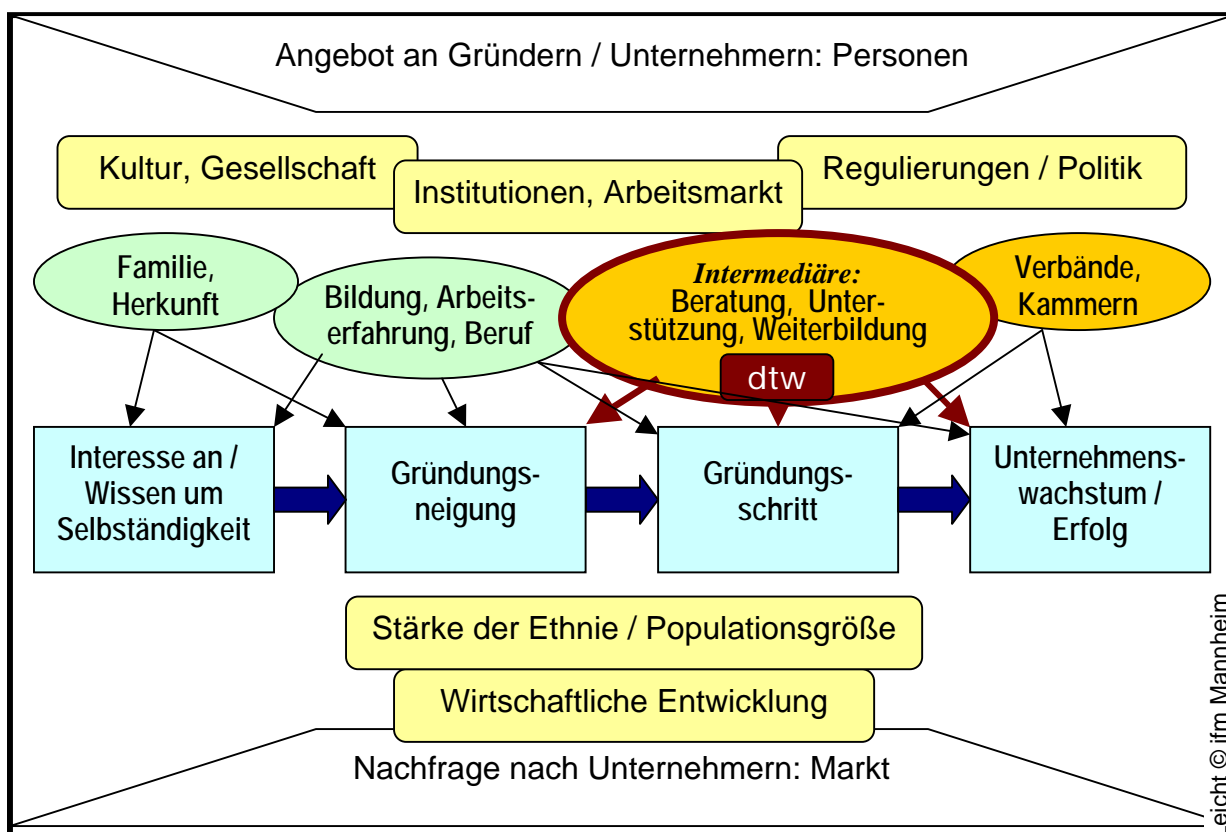 Angebot an Gründern / Unternehmern: Personen
Kultur, Gesellschaft
Institutionen, Arbeitsmarkt
Regulierungen / Politik
Familie,
Herkunft
Bildung, Arbeits-
erfahrung, Beruf
Intermediäre:
Beratung, Unter-
stützung, Weiterbildung
dtw
Verbände,
Kammern
Interesse an /
Wissen um
Selbständigkeit
Gründungs-
neigung
Gründungs-
schritt
Unternehmens-
wachstum /
Erfolg
Stärke der Ethnie / Populationsgröße
Wirtschaftliche Entwicklung
Nachfrage nach Unternehmern: Markt
© ifm Mannheim